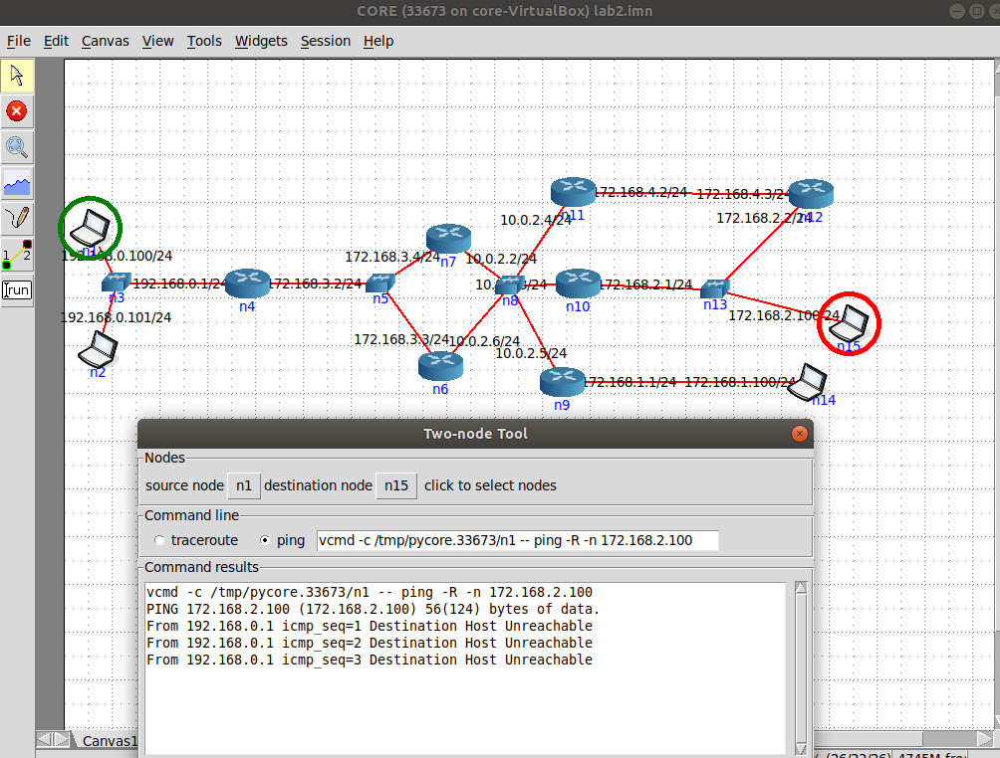 CORE (33673 on core-VirtualBox) lab2.imn
File Edit Canvas View Tools Widgets Session Help
172.168.4.2/24 172.168.4.3/24
n11 n12
10.0.2.4/24 172.168.2.2/24
n1
192.168.0.100/24 172.168.3.4/24 n7 10.0.2.2/24
1 2
run
n3 192.168.0.1/24 n4 172.168.3.2/24 n5 n8 n10 172.168.2.1/24 n13
192.168.0.101/24 172.168.2.100/24
n2 172.168.3.3/24 10.0.2.6/24 n15
10.0.2.5/24
n6 n9 172.168.1.1/24 172.168.1.100/24 n14
Two-node Tool
Nodes
source node n1 destination node n15 click to select nodes
Command line
traceroute ping vcmd -c /tmp/pycore.33673/n1 -- ping -R -n 172.168.2.100
Command results
vcmd -c /tmp/pycore.33673/n1 -- ping -R -n 172.168.2.100
PING 172.168.2.100 (172.168.2.100) 56(124) bytes of data.
From 192.168.0.1 icmp_seq=1 Destination Host Unreachable
From 192.168.0.1 icmp_seq=2 Destination Host Unreachable
From 192.168.0.1 icmp_seq=3 Destination Host Unreachable
Canvas1